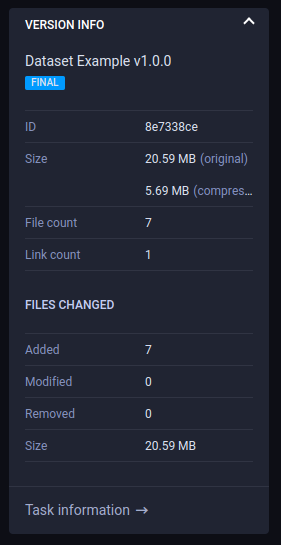 VERSION INFO
Dataset Example v1.0.0
FINAL
ID 8e7338ce
Size 20.59 MB (original)
5.69 MB (compres...
File count 7
Link count 1
FILES CHANGED
Added 7
Modified 0
Removed 0
Size 20.59 MB
Task information →